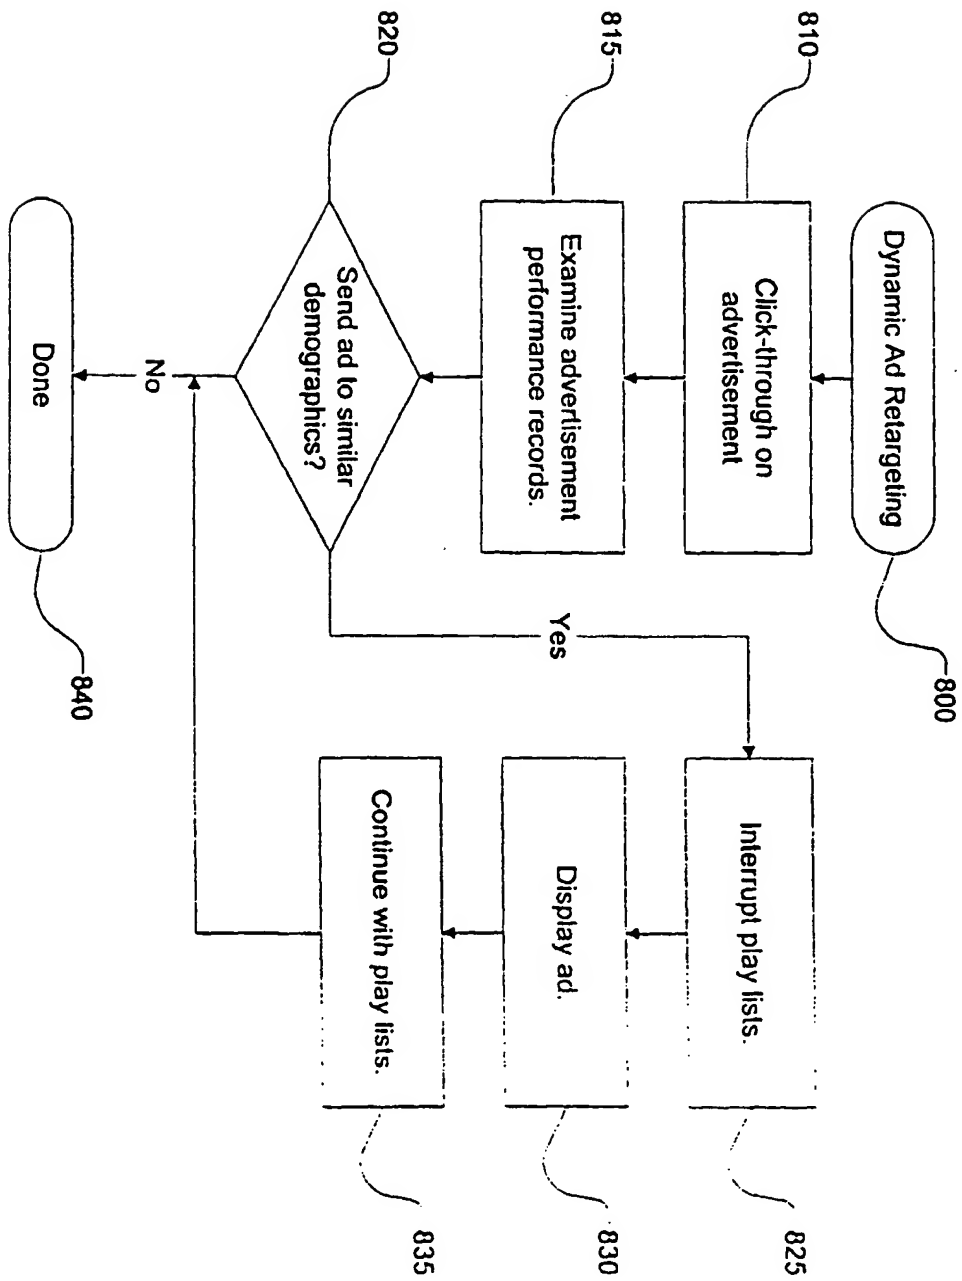 Dynamic Ad Retargeting
800
810
Click-through on
advertisement
815
Examine advertisement
performance records.
820
Send ad to similar
demographics?
Yes
No
Interrupt play lists.
825
Display ad.
830
Continue with play lists.
835
Done
840